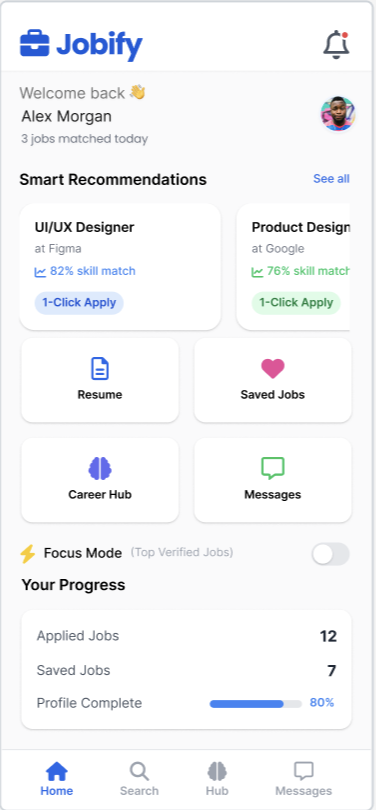 Jobify
Welcome back 👋
Alex Morgan
3 jobs matched today
Smart Recommendations
See all
UI/UX Designer
at Figma
82% skill match
1-Click Apply
Product Design
at Google
76% skill match
1-Click Apply
Resume
Saved Jobs
Career Hub
Messages
Focus Mode (Top Verified Jobs)
Your Progress
Applied Jobs 12
Saved Jobs 7
Profile Complete 80%
Home
Search
Hub
Messages